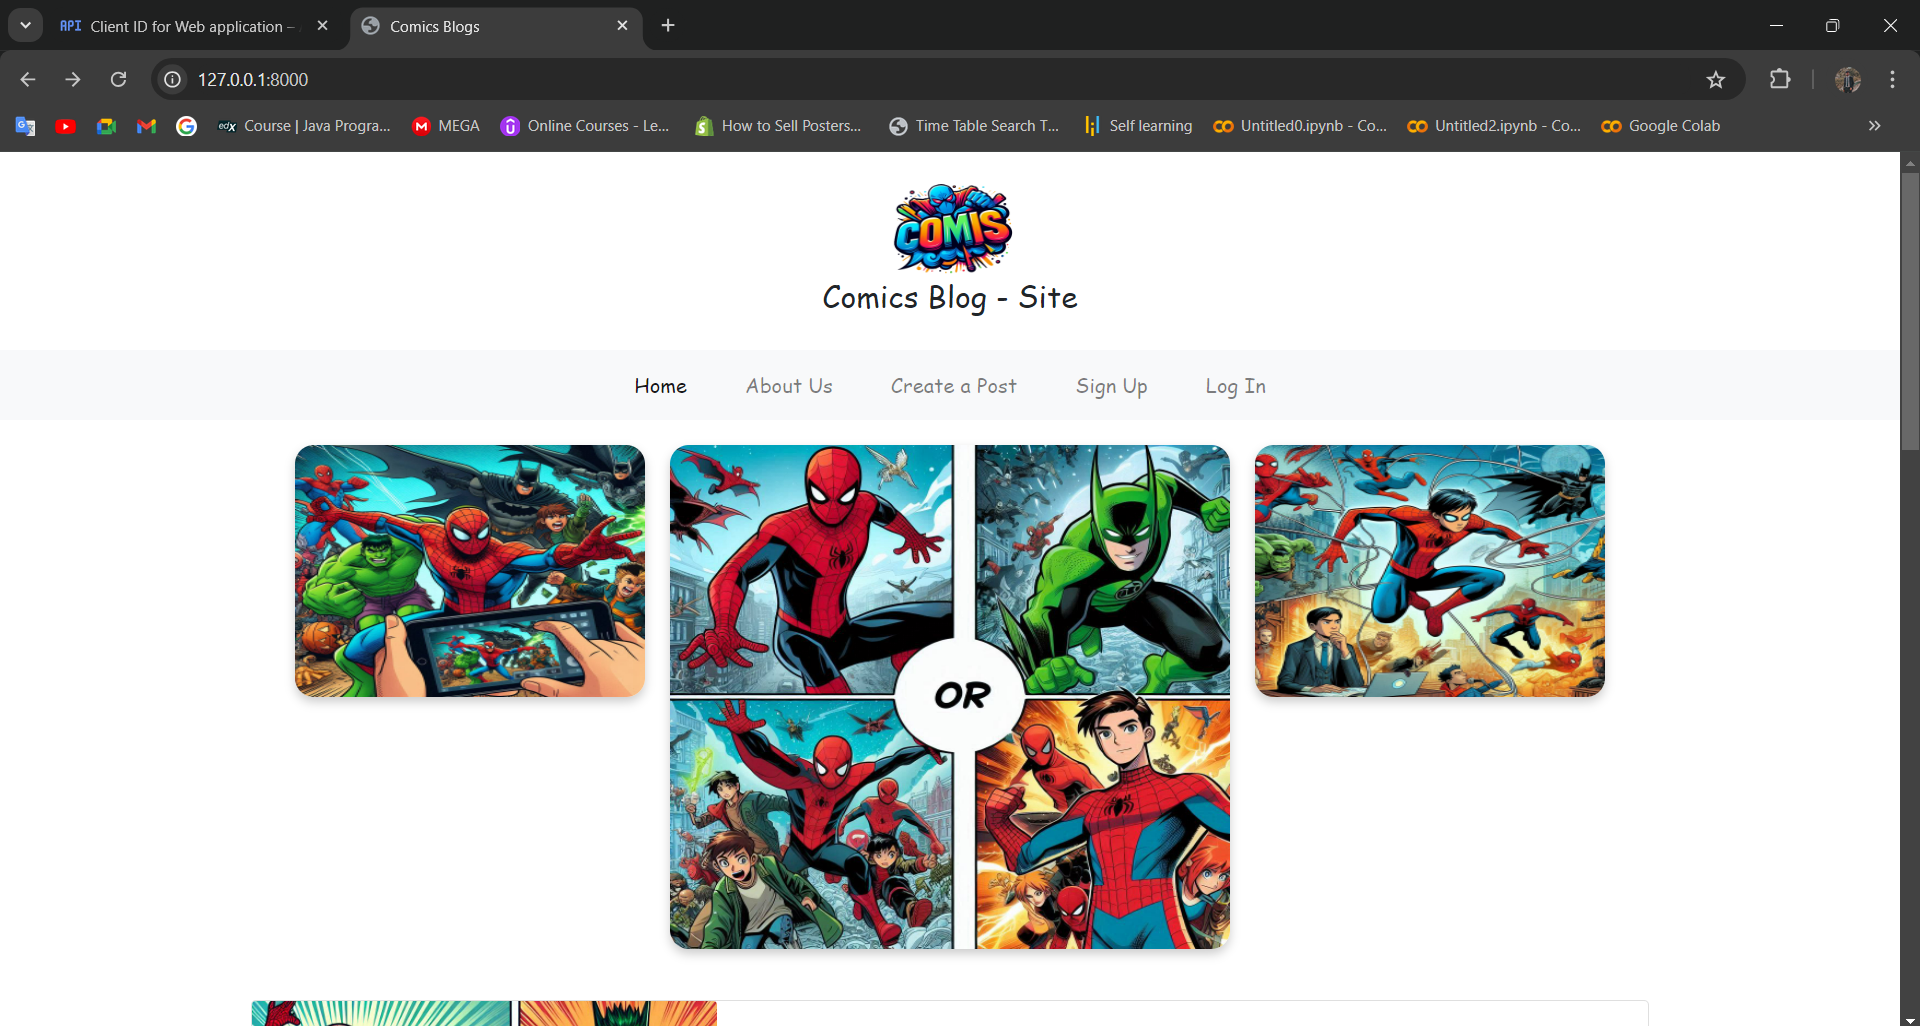 API Client ID for Web application –
Comics Blogs
127.0.0.1:8000
edX Course | Java Progra...
M MEGA
Online Courses - Le...
How to Sell Posters...
Time Table Search T...
Self learning
Untitled0.ipynb - Co...
Untitled2.ipynb - Co...
Google Colab
COMIS
Comics Blog - Site
Home
About Us
Create a Post
Sign Up
Log In
OR